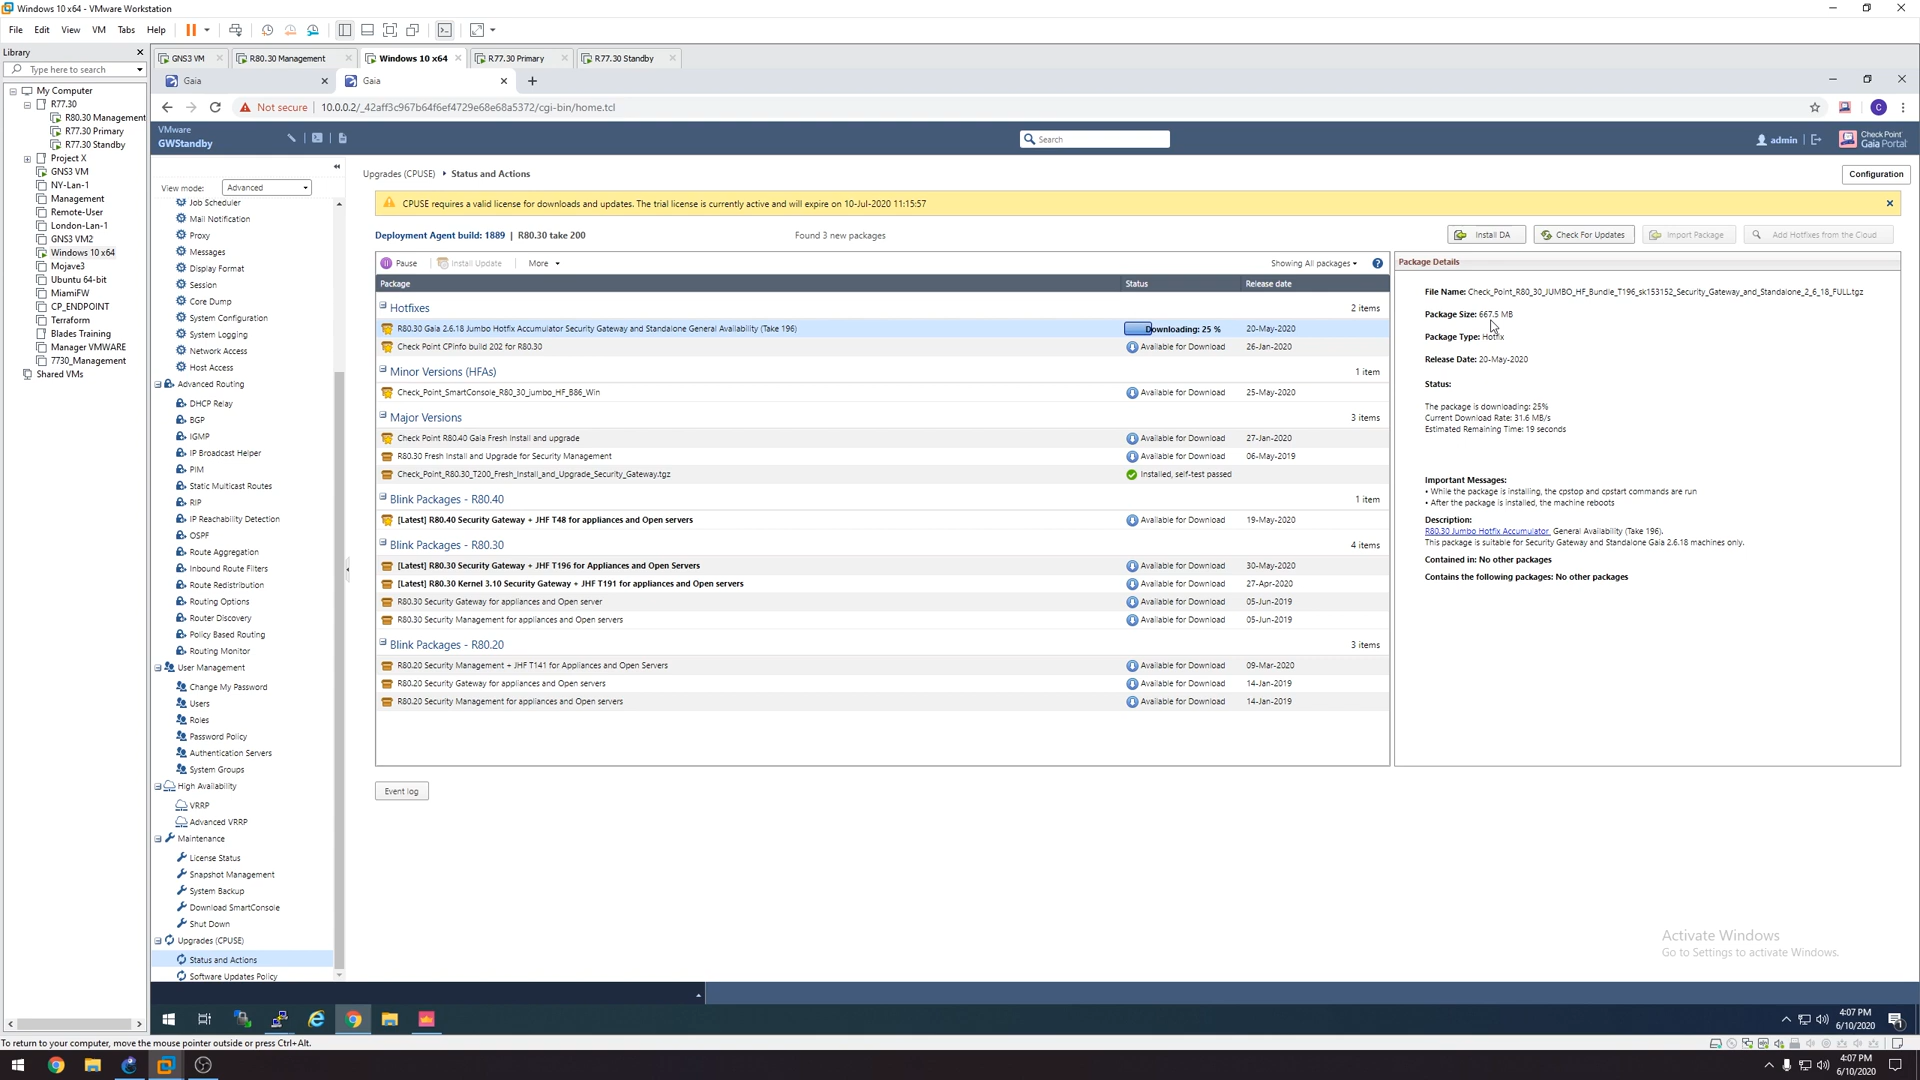 Windows 10 x64 - VMware Workstation
File Edit View VM Tabs Help
Library
Type here to search
My Computer
R77.30
R80.30 Management
R77.30 Primary
R77.30 Standby
Project X
GNS3 VM
NY-Lan-1
Management
Remote-User
London-Lan-1
GNS3 VM2
Windows 10 x64
Mojave3
Ubuntu 64-bit
MiamiFW
CP_ENDPOINT
Terraform
Blades Training
Manager VMWARE
7730_Management
Shared VMs
GNS3 VM
R80.30 Management
Windows 10 x64
R77.30 Primary
R77.30 Standby
Gaia
Gaia
Not secure
10.0.0.2/_42aff3c967b64f6ef4729e68e68a5372/cgi-bin/home.tcl
C
VMware
GWStandby
Search
admin
Check Point
Gaia Portal
View mode: Advanced
Job Scheduler
Mail Notification
Proxy
Messages
Display Format
Session
Core Dump
System Configuration
System Logging
Network Access
Host Access
Advanced Routing
DHCP Relay
BGP
IGMP
IP Broadcast Helper
PIM
Static Multicast Routes
RIP
IP Reachability Detection
OSPF
Route Aggregation
Inbound Route Filters
Route Redistribution
Routing Options
Router Discovery
Policy Based Routing
Routing Monitor
User Management
Change My Password
Users
Roles
Password Policy
Authentication Servers
System Groups
High Availability
VRRP
Advanced VRRP
Maintenance
License Status
Snapshot Management
System Backup
Download SmartConsole
Shut Down
Upgrades (CPUSE)
Status and Actions
Software Updates Policy
Upgrades (CPUSE) Status and Actions
Configuration
CPUSE requires a valid license for downloads and updates. The trial license is currently active and will expire on 10-Jul-2020 11:15:57
Deployment Agent build: 1889 | R80.30 take 200
Found 3 new packages
Install DA
Check For Updates
Import Package
Add Hotfixes from the Cloud
Pause Install Update More
Showing All packages
Package Status Release date
Hotfixes 2 items
R80.30 Gaia 2.6.18 Jumbo Hotfix Accumulator Security Gateway and Standalone General Availability (Take 196) Downloading: 25 % 20-May-2020
Check Point CPinfo build 202 for R80.30 Available for Download 26-Jan-2020
Minor Versions (HFAs) 1 item
Check_Point_SmartConsole_R80_30_jumbo_HF_B86_Win Available for Download 25-May-2020
Major Versions 3 items
Check Point R80.40 Gaia Fresh Install and upgrade Available for Download 27-Jan-2020
R80.30 Fresh Install and Upgrade for Security Management Available for Download 06-May-2019
Check_Point_R80.30_T200_Fresh_Install_and_Upgrade_Security_Gateway.tgz Installed, self-test passed
Blink Packages - R80.40 1 item
[Latest] R80.40 Security Gateway + JHF T48 for appliances and Open servers Available for Download 19-May-2020
Blink Packages - R80.30 4 items
[Latest] R80.30 Security Gateway + JHF T196 for Appliances and Open Servers Available for Download 30-May-2020
[Latest] R80.30 Kernel 3.10 Security Gateway + JHF T191 for appliances and Open servers Available for Download 27-Apr-2020
R80.30 Security Gateway for appliances and Open server Available for Download 05-Jun-2019
R80.30 Security Management for appliances and Open servers Available for Download 05-Jun-2019
Blink Packages - R80.20 3 items
R80.20 Security Management + JHF T141 for Appliances and Open Servers Available for Download 09-Mar-2020
R80.20 Security Gateway for appliances and Open servers Available for Download 14-Jan-2019
R80.20 Security Management for appliances and Open servers Available for Download 14-Jan-2019
Event log
Package Details
File Name: Check_Point_R80_30_JUMBO_HF_Bundle_T196_sk153152_Security_Gateway_and_Standalone_2_6_18_FULL.tgz
Package Size: 667.5 MB
Package Type: Hotfix
Release Date: 20-May-2020
Status:
The package is downloading: 25%
Current Download Rate: 31.6 MB/s
Estimated Remaining Time: 19 seconds
Important Messages:
• While the package is installing, the cpstop and cpstart commands are run
• After the package is installed, the machine reboots
Description:
R80.30 Jumbo Hotfix Accumulator General Availability (Take 196).
This package is suitable for Security Gateway and Standalone Gaia 2.6.18 machines only.
Contained in: No other packages
Contains the following packages: No other packages
Activate Windows
Go to Settings to activate Windows.
4:07 PM
6/10/2020
1
To return to your computer, move the mouse pointer outside or press Ctrl+Alt.
4:07 PM
6/10/2020